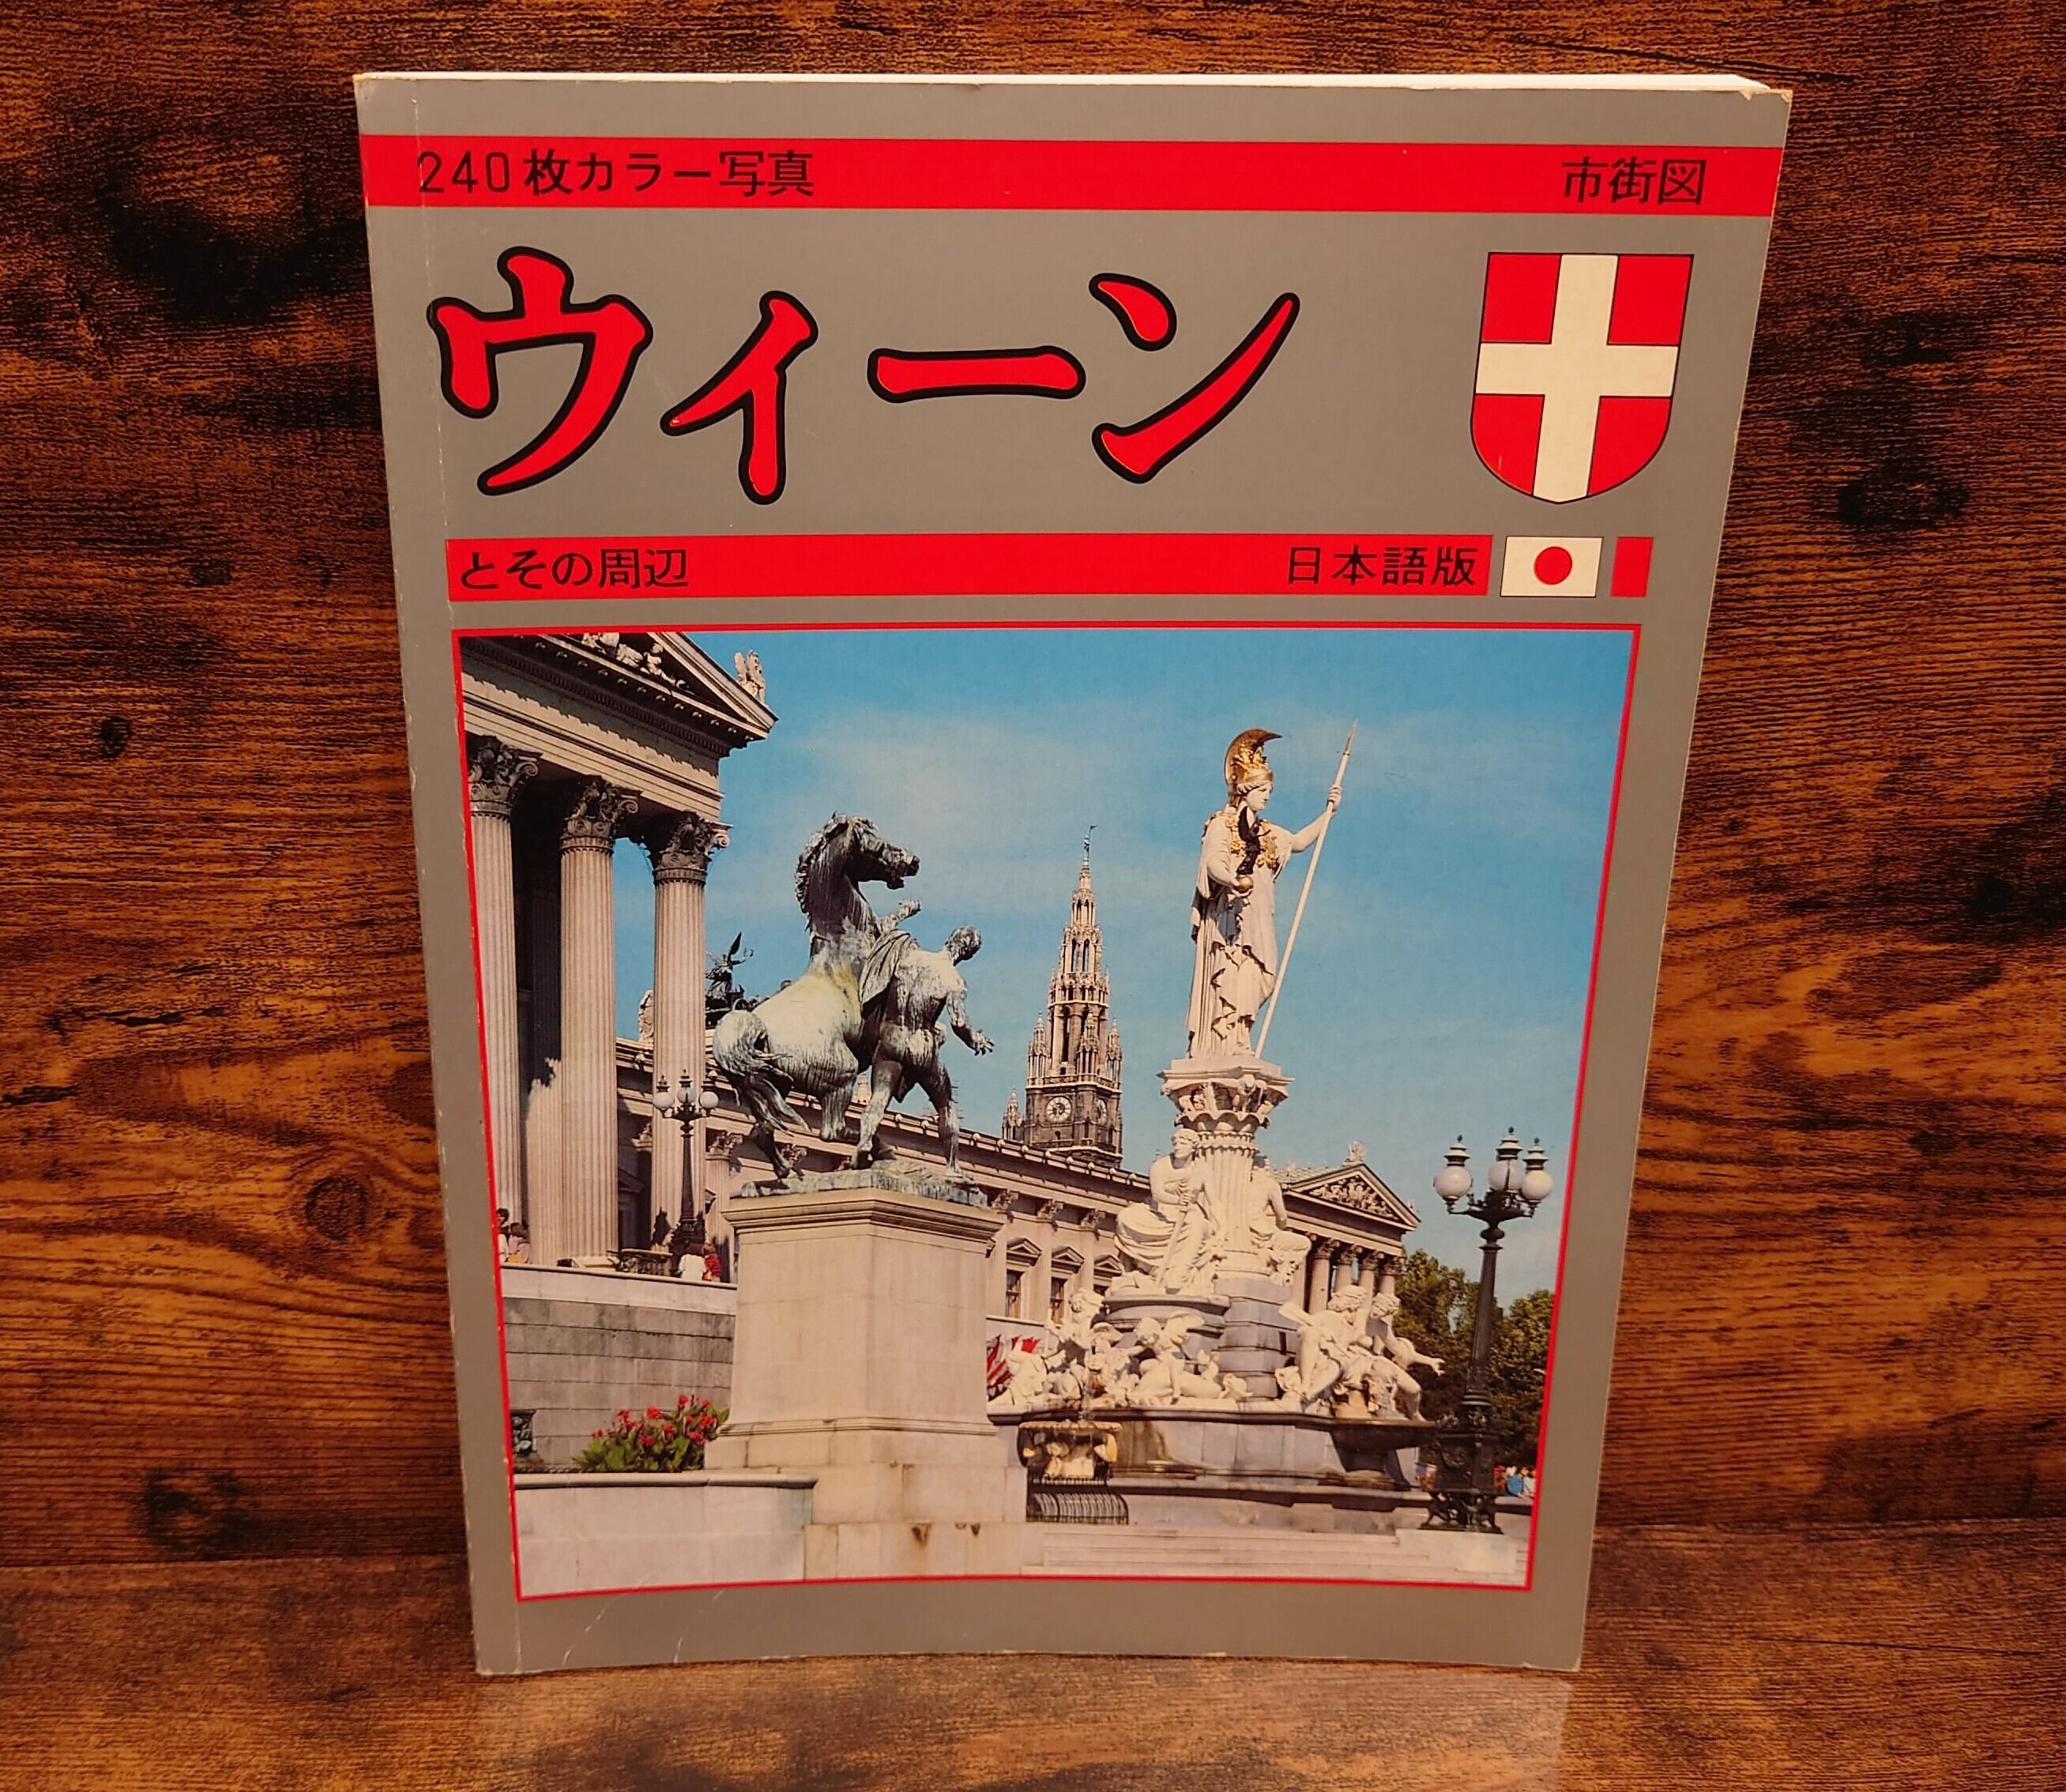 240枚カラー写真 市街図
ウィーン
とその周辺 日本語版